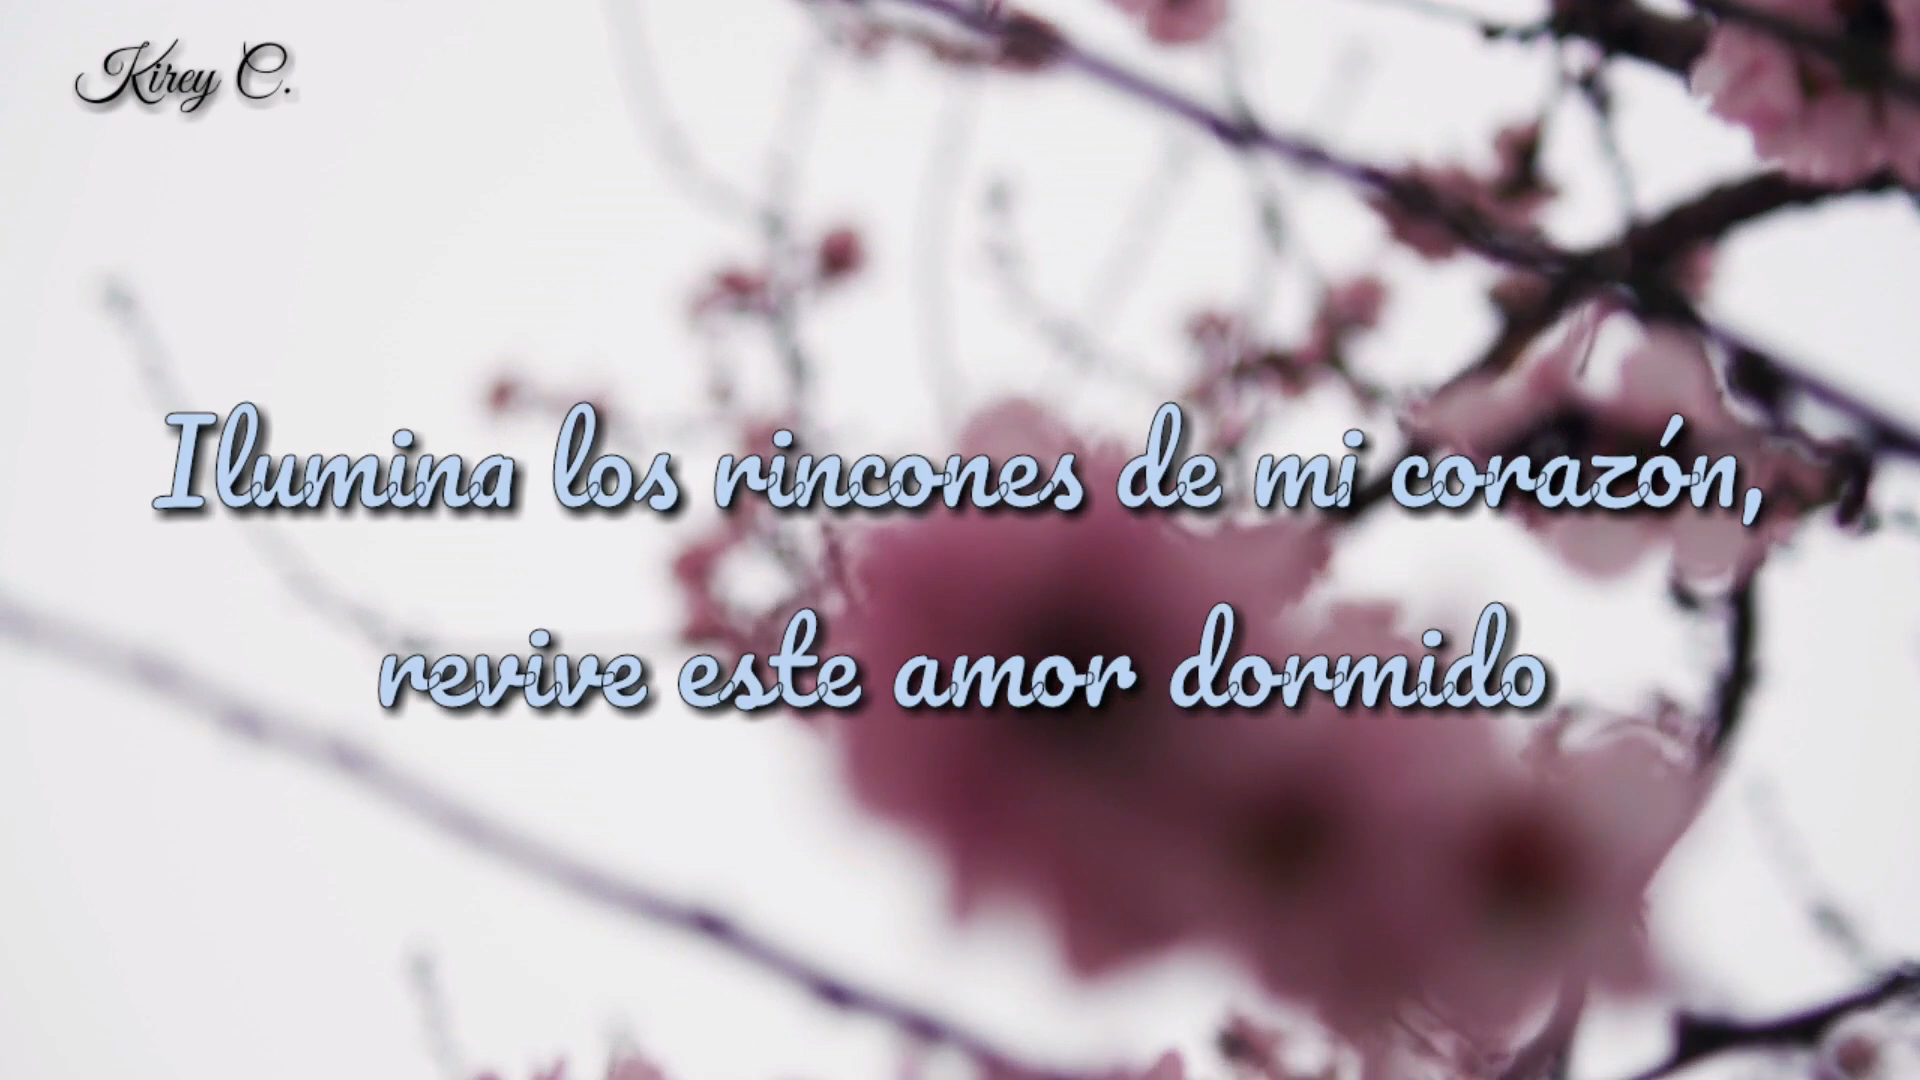 Kirey C.
Ilumina los rincones de mi corazón,
revive este amor dormido